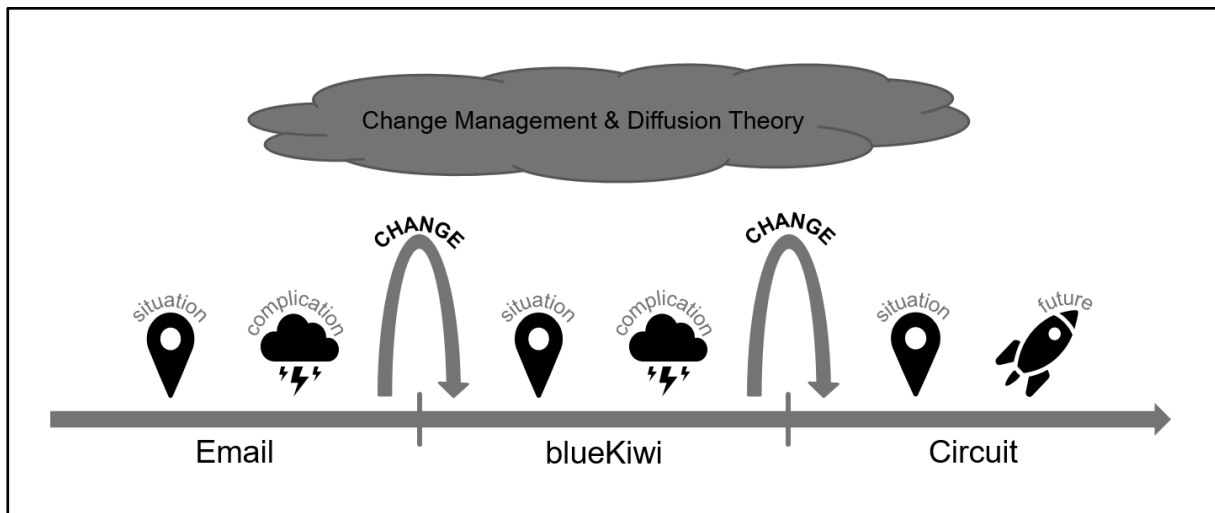 Change Management & Diffusion Theory
CHANGE
CHANGE
situation
complication
situation
complication
situation
future
Email
blueKiwi
Circuit